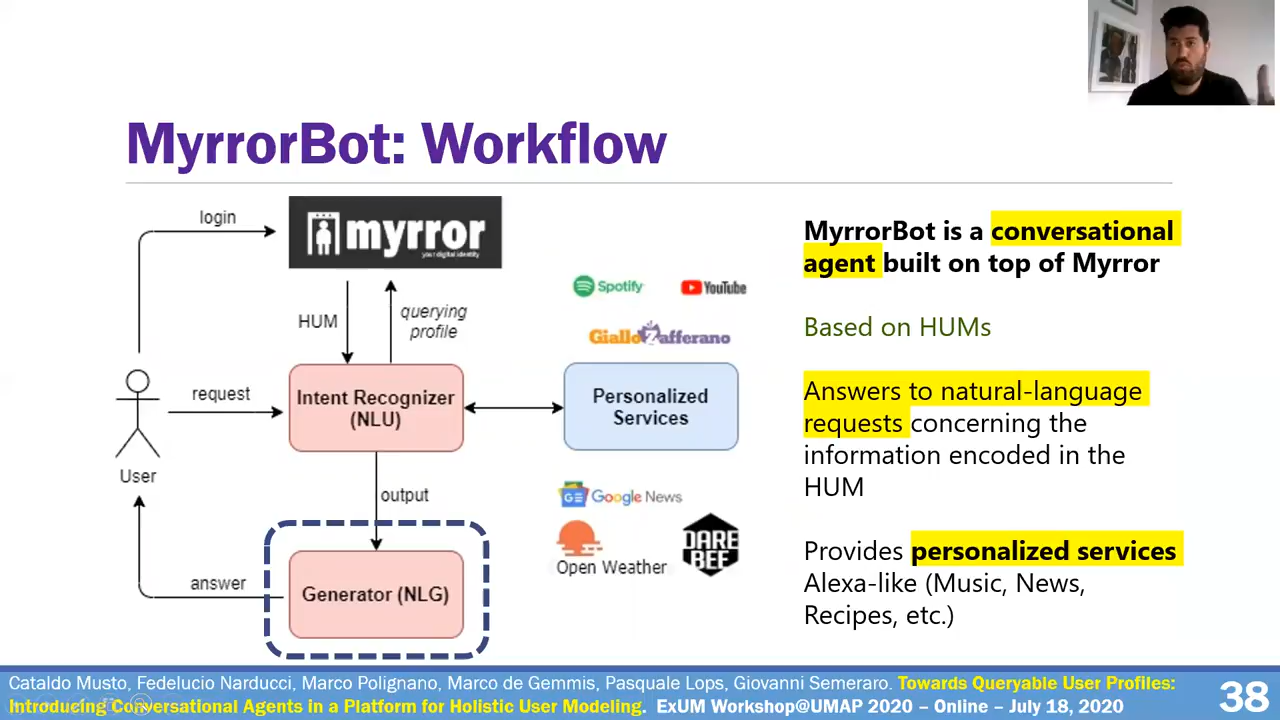 MyrrorBot: Workflow
login
myrror
your digital identity
HUM
querying
profile
Spotify
YouTube
GialloZafferano
request
Intent Recognizer
(NLU)
Personalized
Services
User
output
Google News
Open Weather
DARE
BEE
answer
Generator (NLG)
MyrrorBot is a conversational
agent built on top of Myrror
Based on HUMs
Answers to natural-language
requests concerning the
information encoded in the
HUM
Provides personalized services
Alexa-like (Music, News,
Recipes, etc.)
Cataldo Musto, Fedelucio Narducci, Marco Polignano, Marco de Gemmis, Pasquale Lops, Giovanni Semeraro. Towards Queryable User Profiles:
Introducing Conversational Agents in a Platform for Holistic User Modeling. ExUM Workshop@UMAP 2020 – Online – July 18, 2020
38